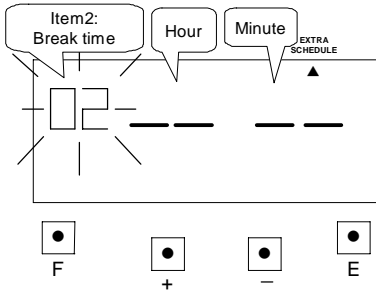 Item2:
Break time
Hour
Minute
EXTRA
SCHEDULE
02 -- --
F
+
−
E